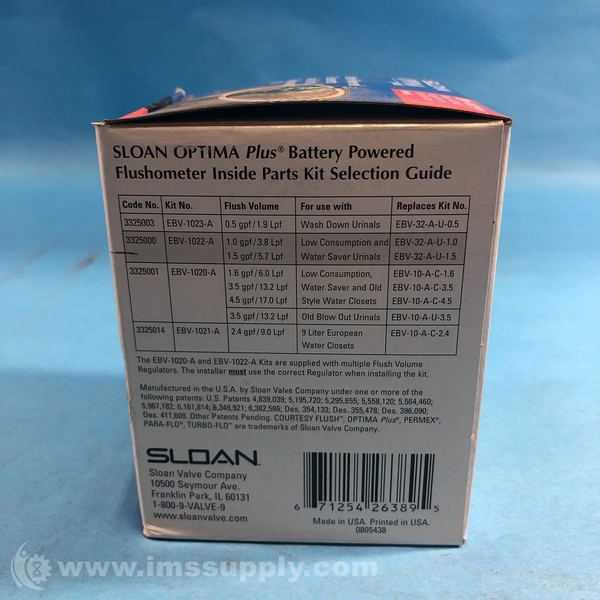 SLOAN OPTIMA Plus® Battery Powered
Flushometer Inside Parts Kit Selection Guide
Code No. Kit No. Flush Volume For use with Replaces Kit No.
3325003 EBV-1023-A 0.5 gpf/1.9 Lpf Wash Down Urinals EBV-32-A-U-0.5
3325000 EBV-1022-A 1.0 gpf/3.8 Lpf Low Consumption and EBV-32-A-U-1.0
1.5 gpf/5.7 Lpf Water Saver Urinals EBV-32-A-U-1.5
3325001 EBV-1020-A 1.6 gpf/6.0 Lpf Low Consumption, EBV-10-A-C-1.6
3.5 gpf/13.2 Lpf Water Saver and Old EBV-10-A-C-3.5
4.5 gpf/17.0 Lpf Style Water Closets EBV-10-A-C-4.5
3.5 gpf/13.2 Lpf Old Blow Out Urinals EBV-10-A-U-3.5
3325014 EBV-1021-A 2.4 gpf/9.0 Lpf 9 Liter European EBV-10-A-C-2.4
Water Closets
The EBV-1020-A and EBV-1022-A Kits are supplied with multiple Flush Volume
Regulators. The installer must use the correct Regulator when installing the kit.
Manufactured in the U.S.A. by Sloan Valve Company under one or more of the
following patents: U.S. Patents 4,839,039; 5,195,720; 5,295,655; 5,558,120; 5,564,460;
5,967,182; 6,161,814; 6,349,921; 6,382,586; Des. 354,133; Des. 355,478; Des. 396,090;
Des. 411,609. Other Patents Pending. COURTESY FLUSH™, OPTIMA Plus®, PERMEX®,
PARA-FLO®, TURBO-FLO™ are trademarks of Sloan Valve Company.
SLOAN.
Sloan Valve Company
10500 Seymour Ave.
Franklin Park, IL 60131
1-800-9-VALVE-9
www.sloanvalve.com
6 71254 26389 5
Made in USA. Printed in USA.
0805438
www.imssupply.com